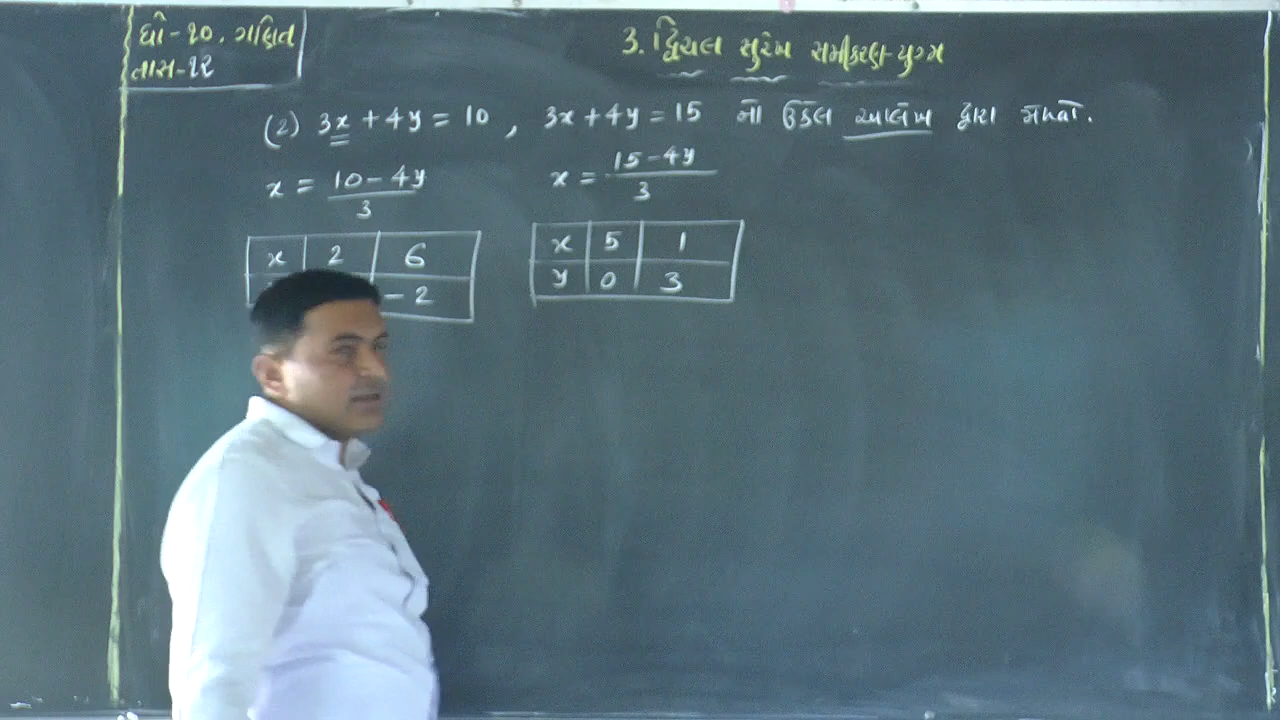 ધો-૧૦. ગણિત
તાસ-૧૨
3. દ્વિચલ સુરેખ સમીકરણ-યુગ્મ
(2) 3x + 4y = 10 , 3x + 4y = 15 નો ઉકેલ આલેખ દ્વારા મેળવો.
x = 10 - 4y / 3
x = 15 - 4y / 3
x 2 6
- 2
x 5 1
y 0 3